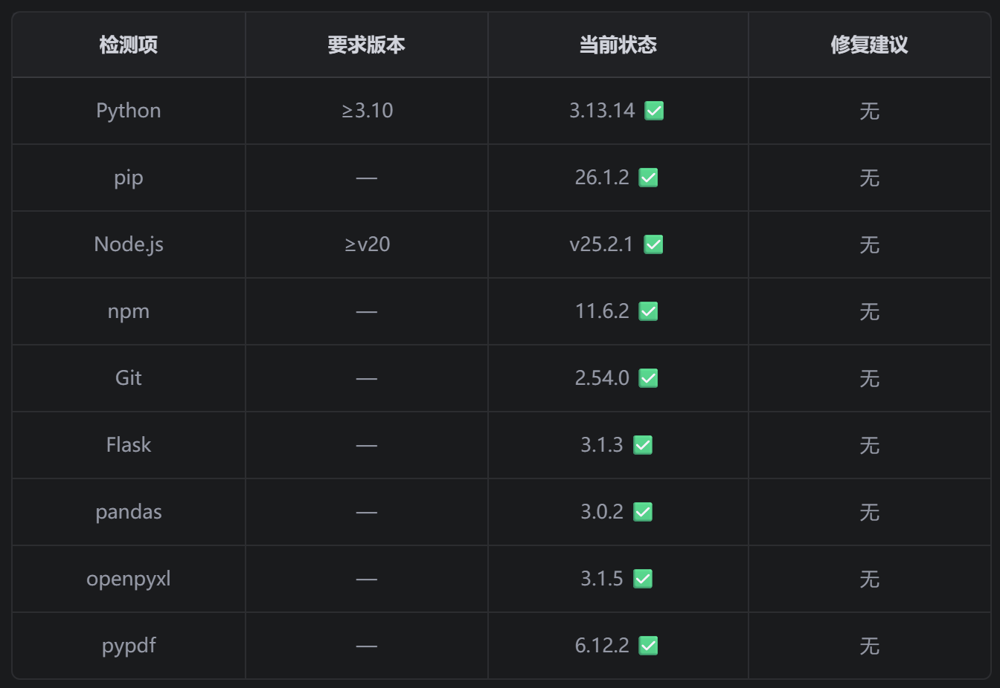 检测项 要求版本 当前状态 修复建议
Python ≥3.10 3.13.14 ✅ 无
pip — 26.1.2 ✅ 无
Node.js ≥v20 v25.2.1 ✅ 无
npm — 11.6.2 ✅ 无
Git — 2.54.0 ✅ 无
Flask — 3.1.3 ✅ 无
pandas — 3.0.2 ✅ 无
openpyxl — 3.1.5 ✅ 无
pypdf — 6.12.2 ✅ 无